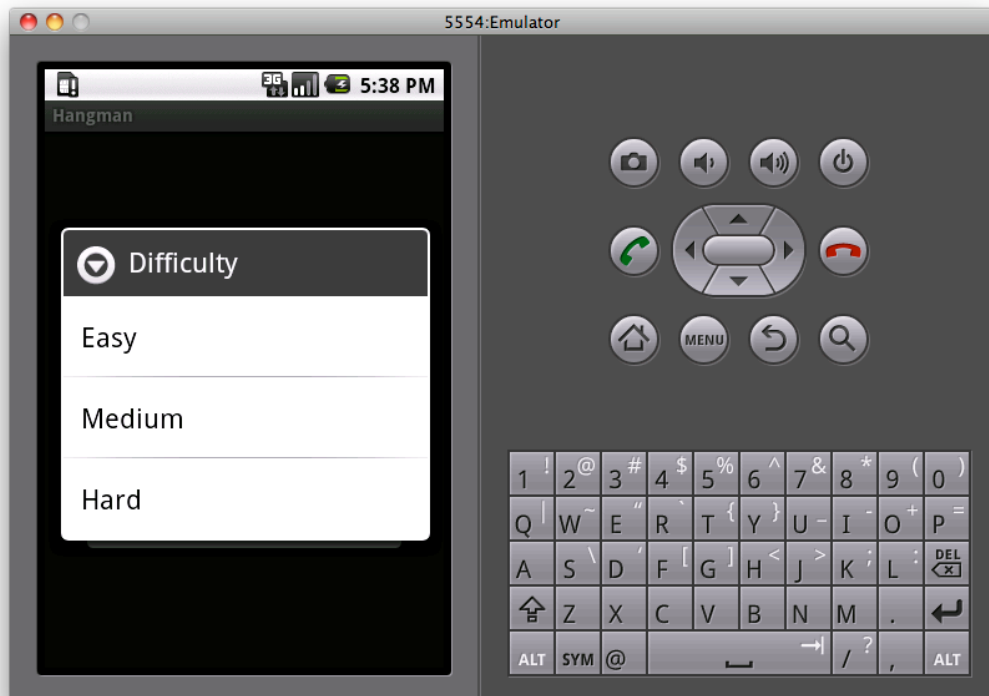 5554:Emulator
3G 5:38 PM
Hangman
Difficulty
Easy
Medium
Hard
MENU
1 ! 2 @ 3 # 4 $ 5 % 6 ^ 7 & 8 * 9 ( 0 )
Q | W ~ E “ R ` T { Y } U _ I - O + P =
A S \ D ‘ F [ G ] H < J > K ; L : DEL
Z X C V B N M .
ALT SYM @ / ? , ALT